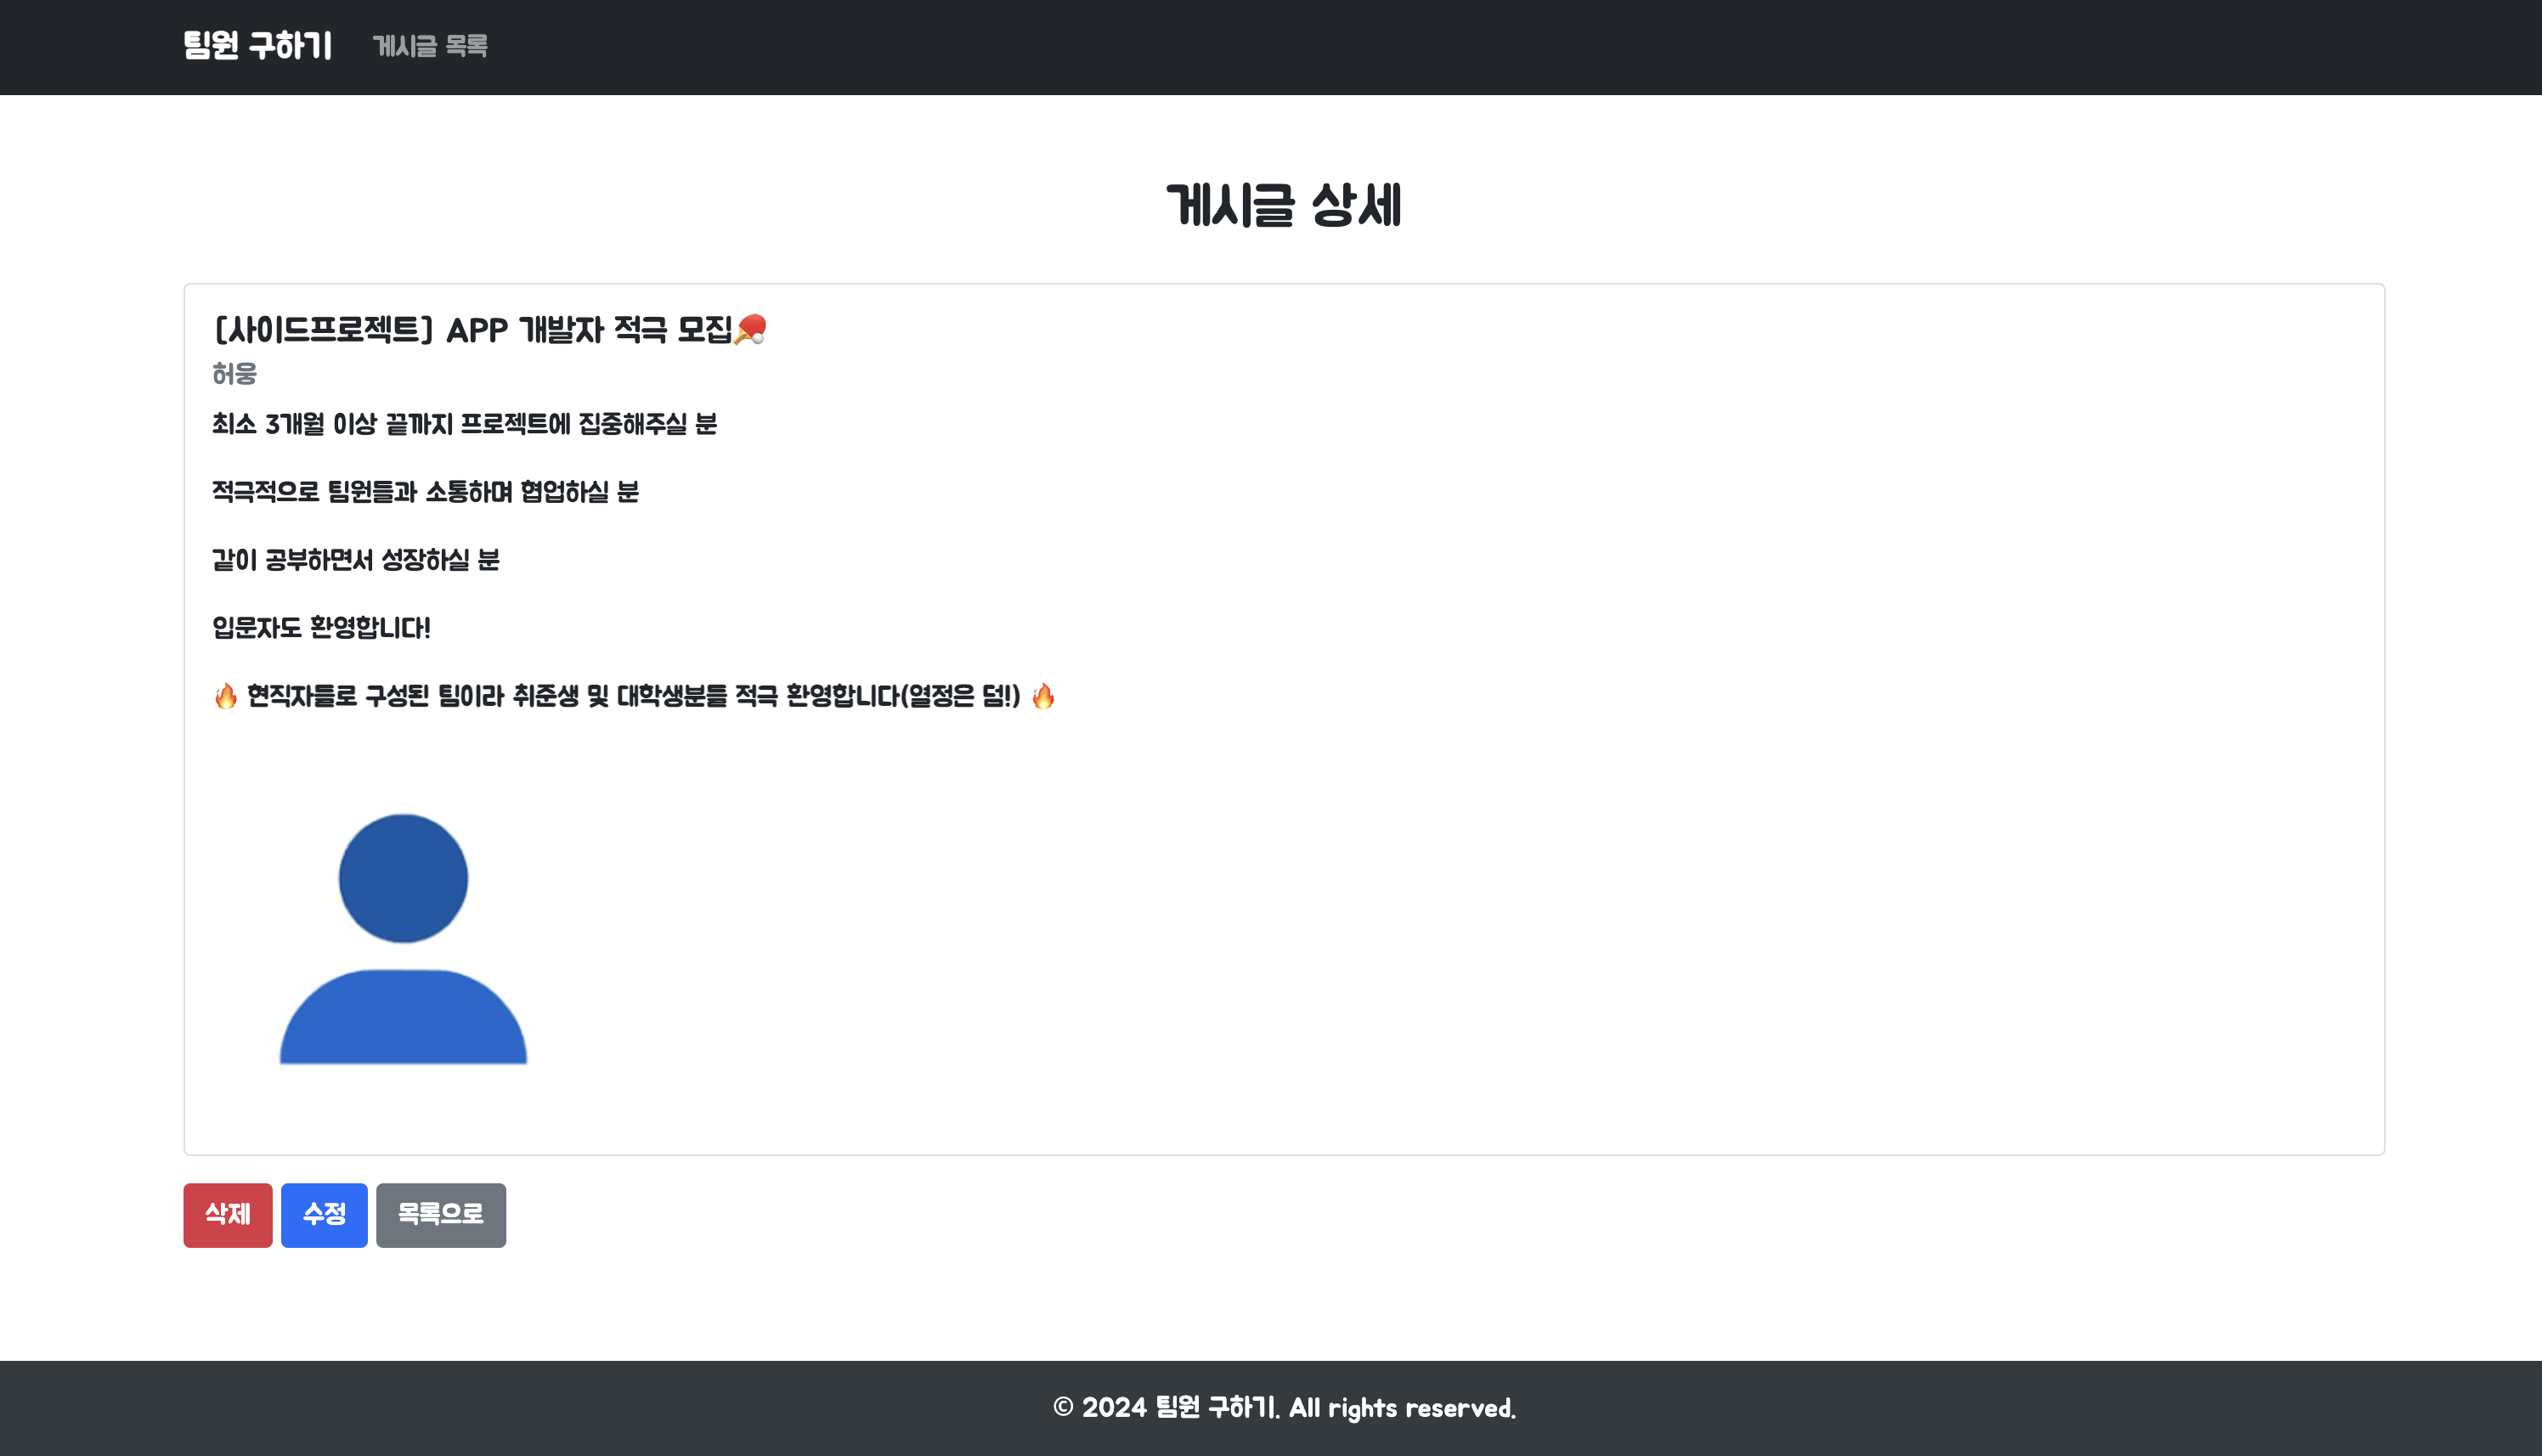 팀원 구하기 게시글 목록
게시글 상세
[사이드프로젝트] APP 개발자 적극 모집🏓
허웅
최소 3개월 이상 끝까지 프로젝트에 집중해주실 분
적극적으로 팀원들과 소통하며 협업하실 분
같이 공부하면서 성장하실 분
입문자도 환영합니다!
🔥 현직자들로 구성된 팀이라 취준생 및 대학생분들 적극 환영합니다(열정은 덤!) 🔥
삭제 수정 목록으로
© 2024 팀원 구하기. All rights reserved.